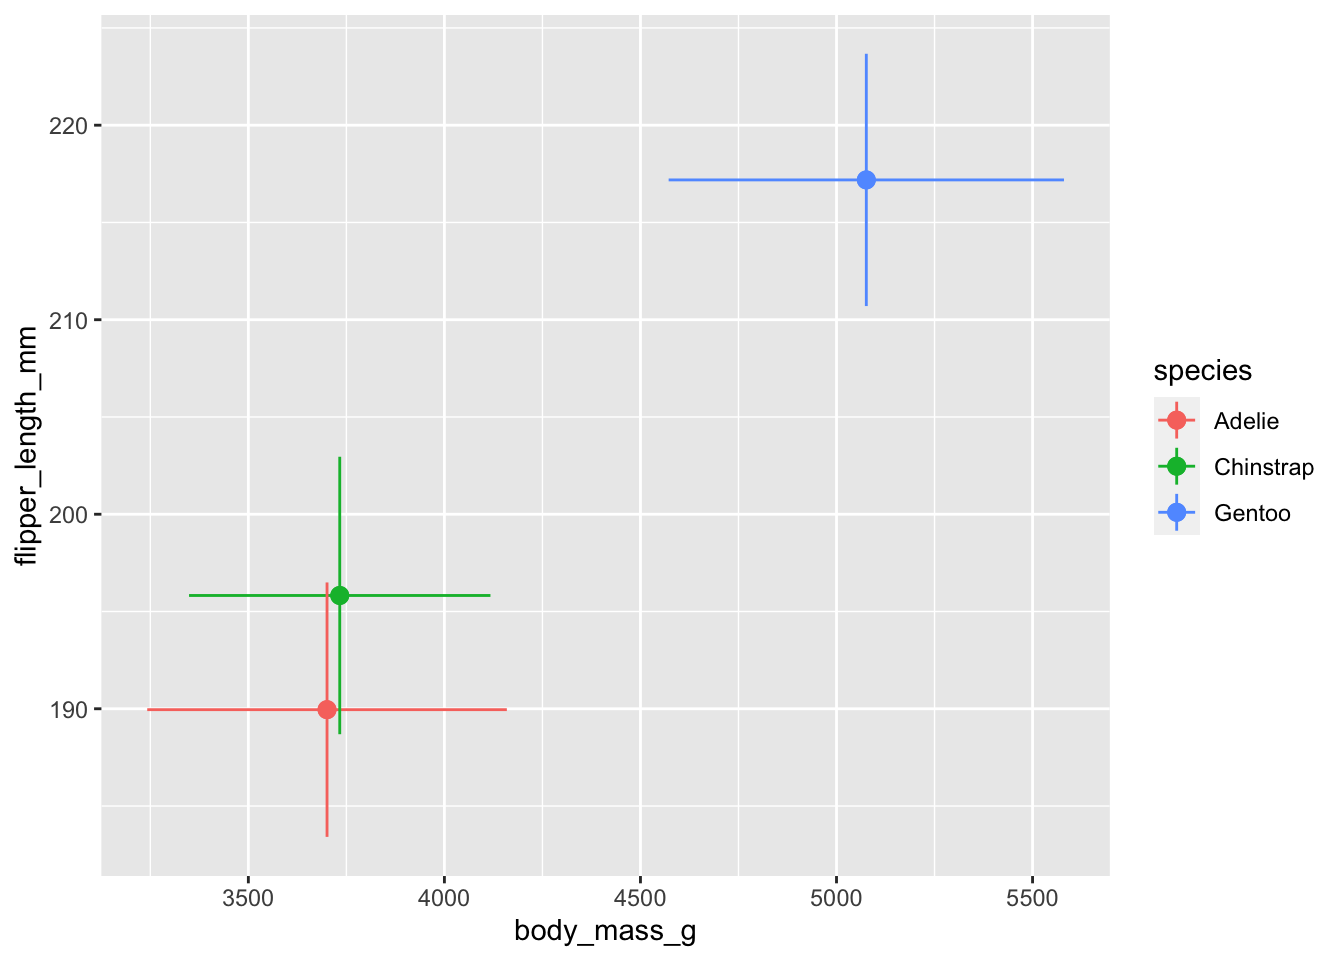 220
210
200
190
flipper_length_mm
3500 4000 4500 5000 5500
body_mass_g
species
Adelie
Chinstrap
Gentoo